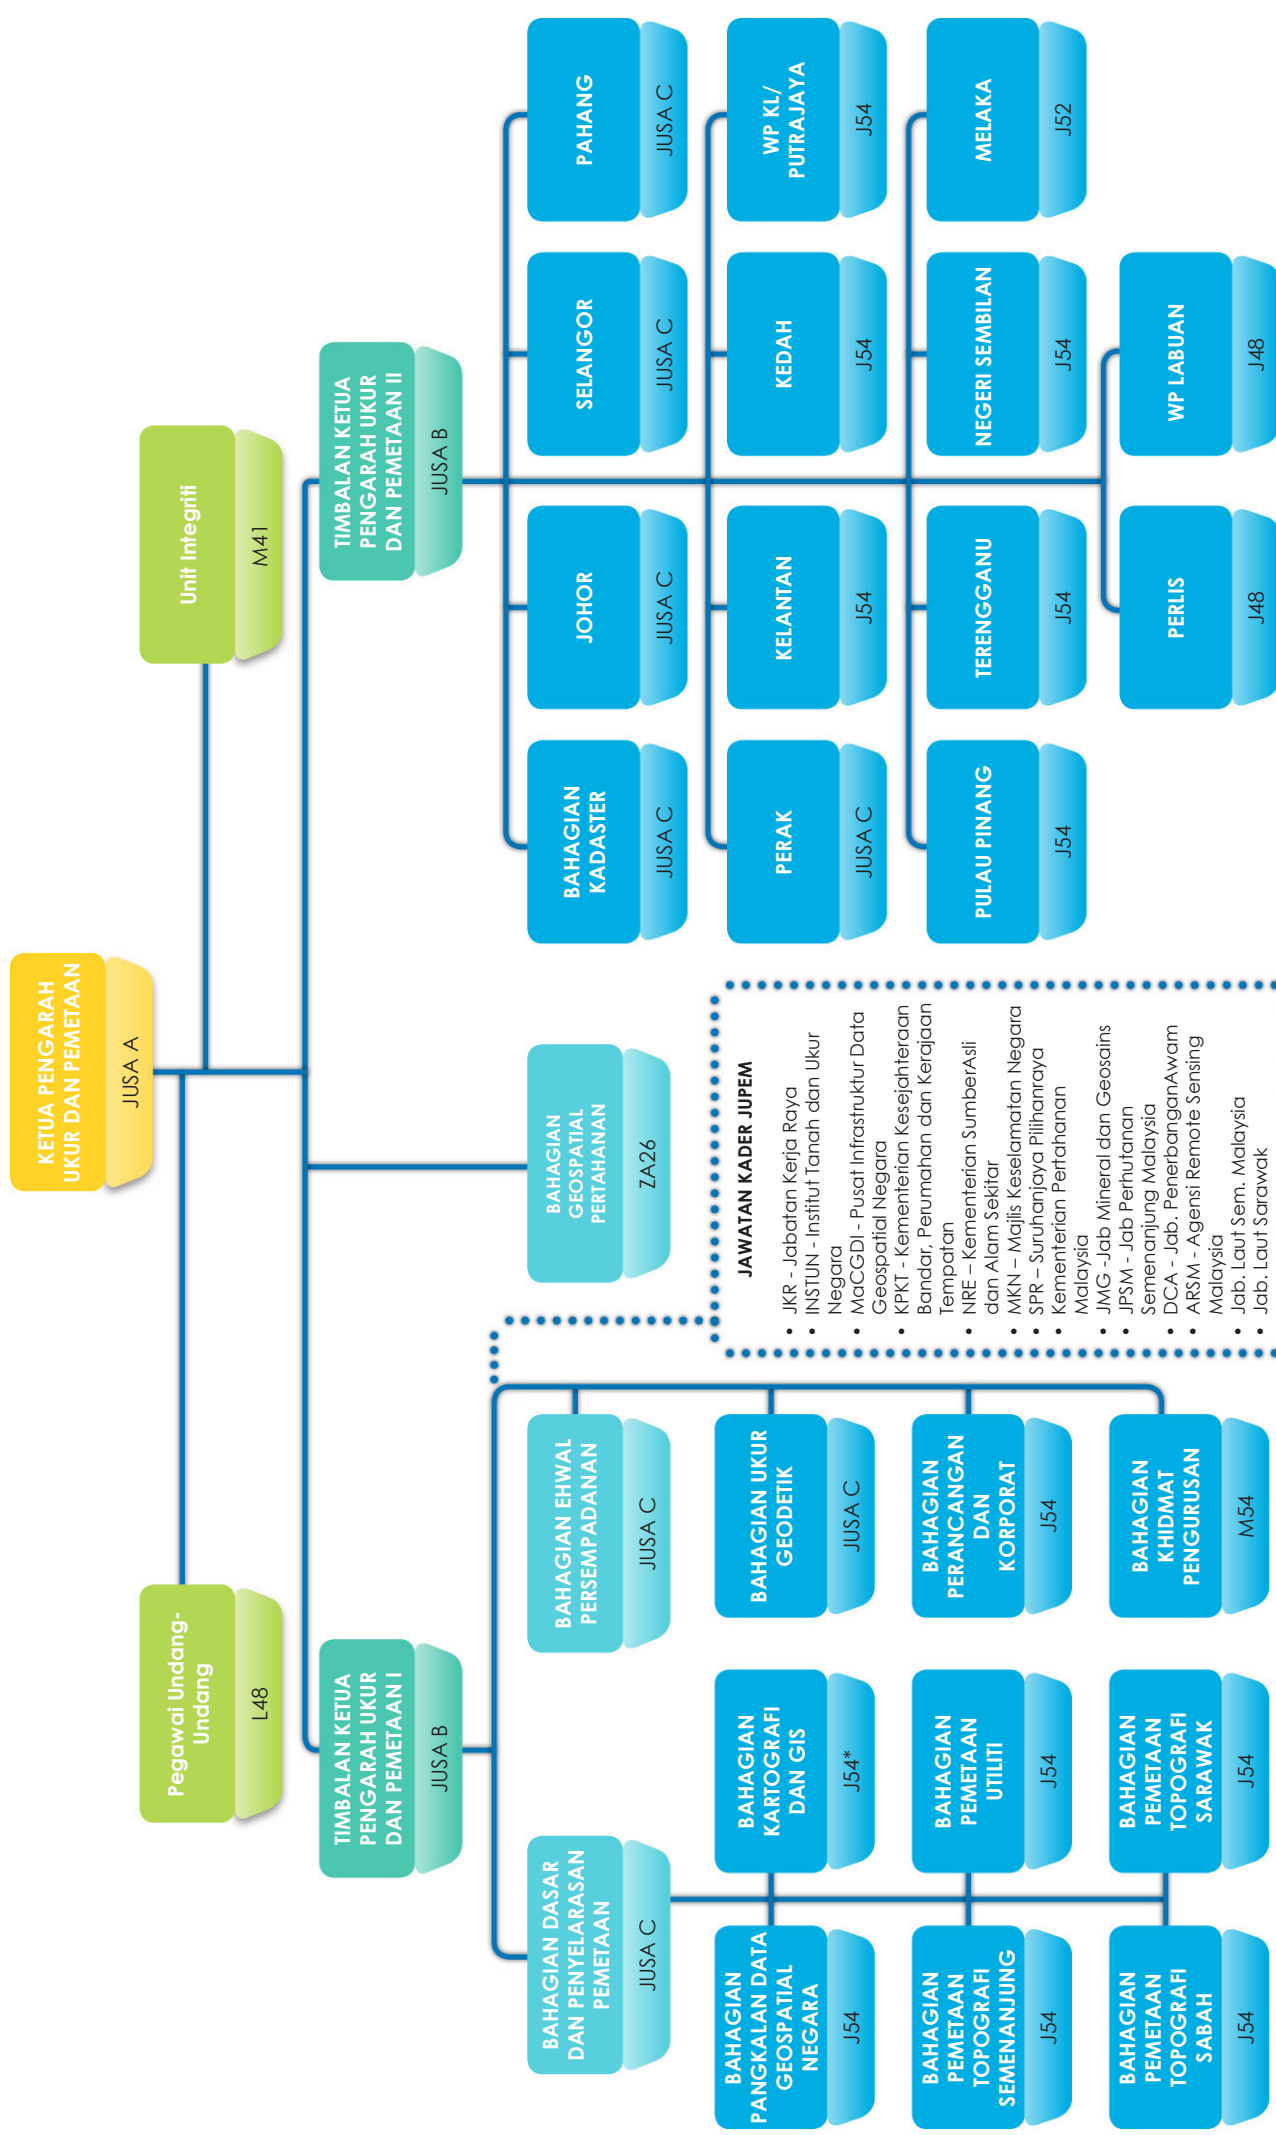 KETUA PENGARAH
UKUR DAN PEMETAAN
JUSA A
Pegawai Undang-
Undang
L48
Unit Integriti
M41
TIMBALAN KETUA
PENGARAH UKUR
DAN PEMETAAN I
JUSA B
TIMBALAN KETUA
PENGARAH UKUR
DAN PEMETAAN II
JUSA B
BAHAGIAN DASAR
DAN PENYELARASAN
PEMETAAN
JUSA C
BAHAGIAN EHWAL
PERSEMPADANAN
JUSA C
BAHAGIAN
GEOSPATIAL
PERTAHANAN
ZA26
BAHAGIAN
KADASTER
JUSA C
JOHOR
JUSA C
SELANGOR
JUSA C
PAHANG
JUSA C
BAHAGIAN
PANGKALAN DATA
GEOSPATIAL
NEGARA
J54
BAHAGIAN
KARTOGRAFI
DAN GIS
J54*
BAHAGIAN UKUR
GEODETIK
JUSA C
PERAK
JUSA C
KELANTAN
J54
KEDAH
J54
WP KL/
PUTRAJAYA
J54
BAHAGIAN
PEMETAAN
TOPOGRAFI
SEMENANJUNG
J54
BAHAGIAN
PEMETAAN
UTILITI
J54
BAHAGIAN
PERANCANGAN
DAN
KORPORAT
J54
PULAU PINANG
J54
TERENGGANU
J54
NEGERI SEMBILAN
J54
MELAKA
J52
BAHAGIAN
PEMETAAN
TOPOGRAFI
SABAH
J54
BAHAGIAN
PEMETAAN
TOPOGRAFI
SARAWAK
J54
BAHAGIAN
KHIDMAT
PENGURUSAN
M54
PERLIS
J48
WP LABUAN
J48
JAWATAN KADER JUPEM
• JKR - Jabatan Kerja Raya
• INSTUN - Institut Tanah dan Ukur
Negara
• MaCGDI - Pusat Infrastruktur Data
Geospatial Negara
• KPKT - Kementerian Kesejahteraan
Bandar, Perumahan dan Kerajaan
Tempatan
• NRE – Kementerian SumberAsli
dan Alam Sekitar
• MKN – Majlis Keselamatan Negara
• SPR – Suruhanjaya Pilihanraya
• Kementerian Pertahanan
Malaysia
• JMG -Jab Mineral dan Geosains
• JPSM - Jab Perhutanan
Semenanjung Malaysia
• DCA - Jab. PenerbanganAwam
• ARSM - Agensi Remote Sensing
Malaysia
• Jab. Laut Sem. Malaysia
• Jab. Laut Sarawak